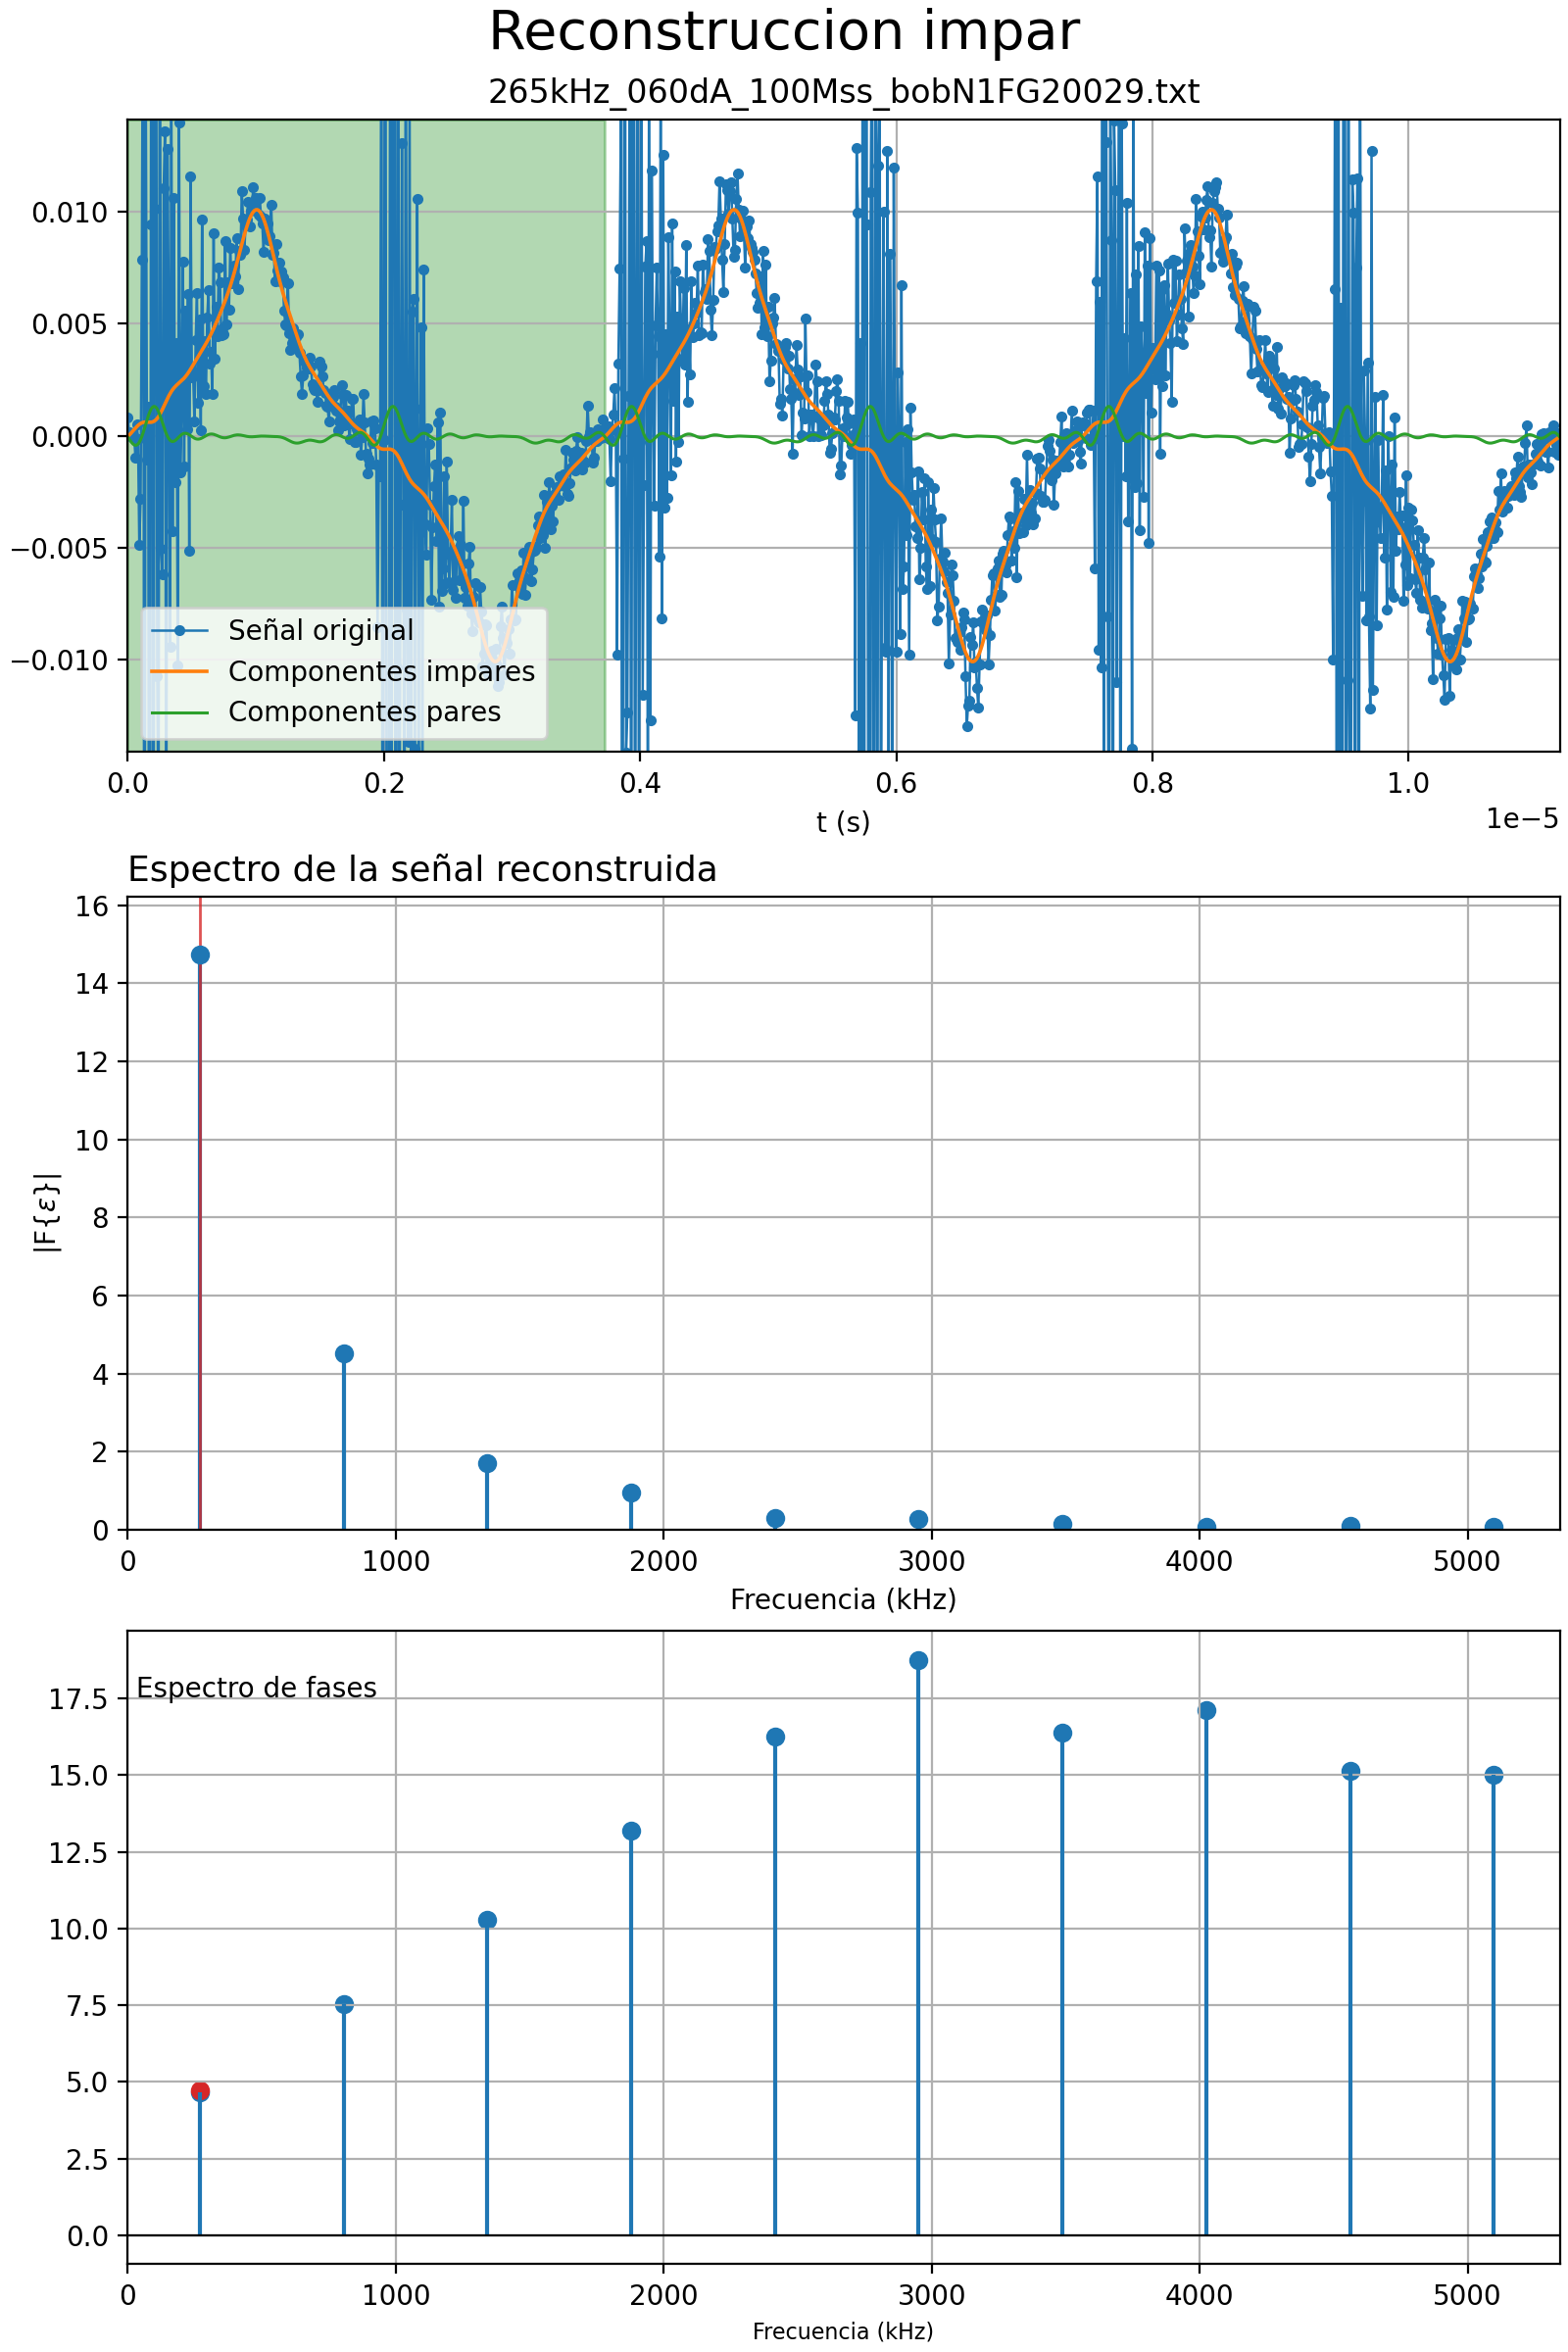 Reconstruccion impar
265kHz_060dA_100Mss_bobN1FG20029.txt
0.010
0.005
0.000
−0.005
−0.010
Señal original
Componentes impares
Componentes pares
0.0 0.2 0.4 0.6 0.8 1.0
1e−5
t (s)
Espectro de la señal reconstruida
16
14
12
10
8
6
4
2
0
|F{ε}|
0 1000 2000 3000 4000 5000
Frecuencia (kHz)
Espectro de fases
17.5
15.0
12.5
10.0
7.5
5.0
2.5
0.0
0 1000 2000 3000 4000 5000
Frecuencia (kHz)